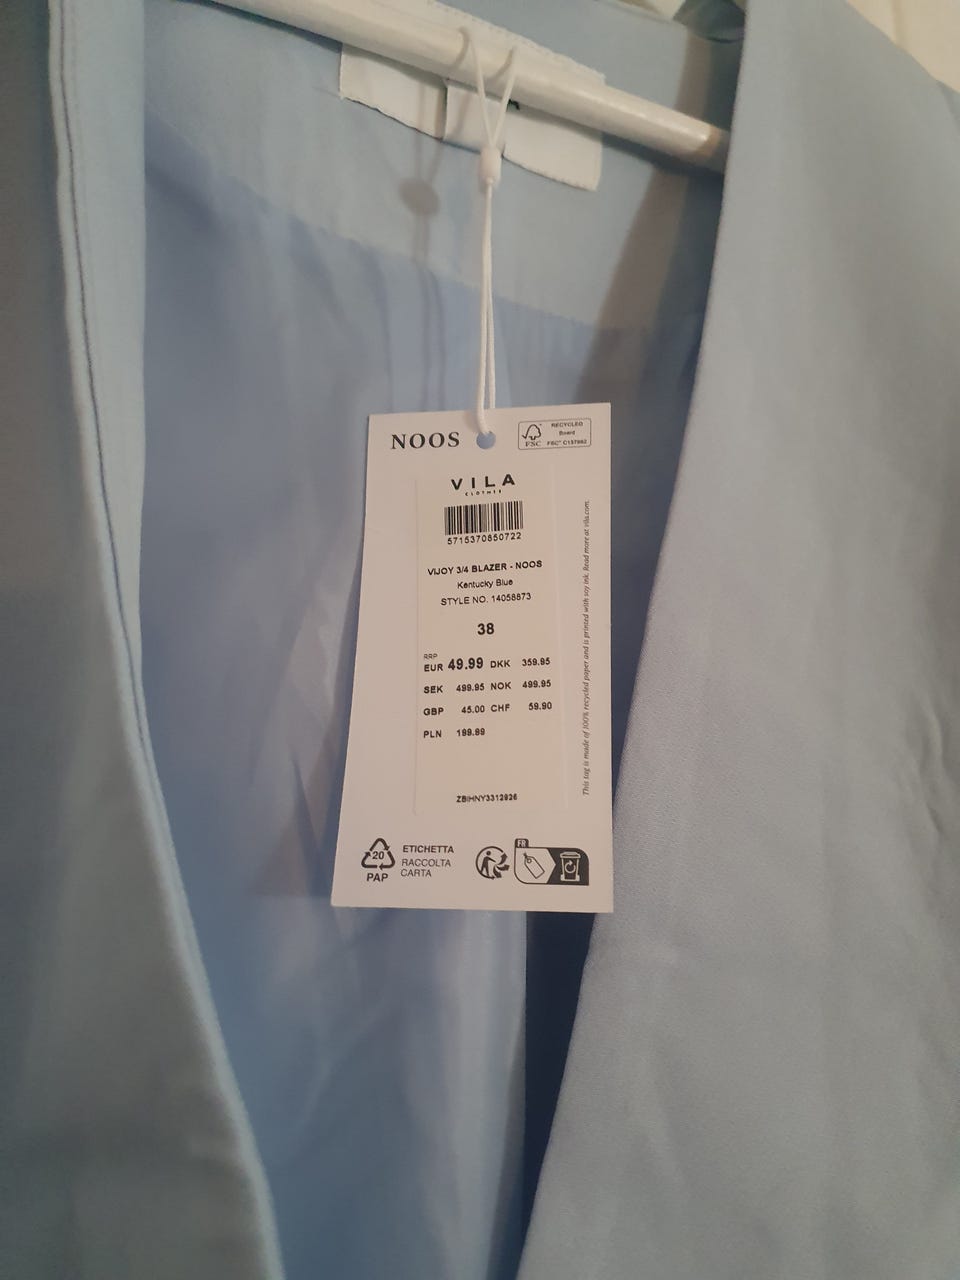 NOOS
FSC
RECYCLED
Board
FSC® C137882
VILA
CLOTHES
5715370850722
VIJOY 3/4 BLAZER - NOOS
Kentucky Blue
STYLE NO. 14058873
38
RRP
EUR 49.99 DKK 359.95
SEK 499.95 NOK 499.95
GBP 45.00 CHF 59.90
PLN 199.99
ZBIHNY3312926
This tag is made of 100% recycled paper and is printed with soy ink. Read more at vila.com.
20
PAP
ETICHETTA
RACCOLTA
CARTA
FR